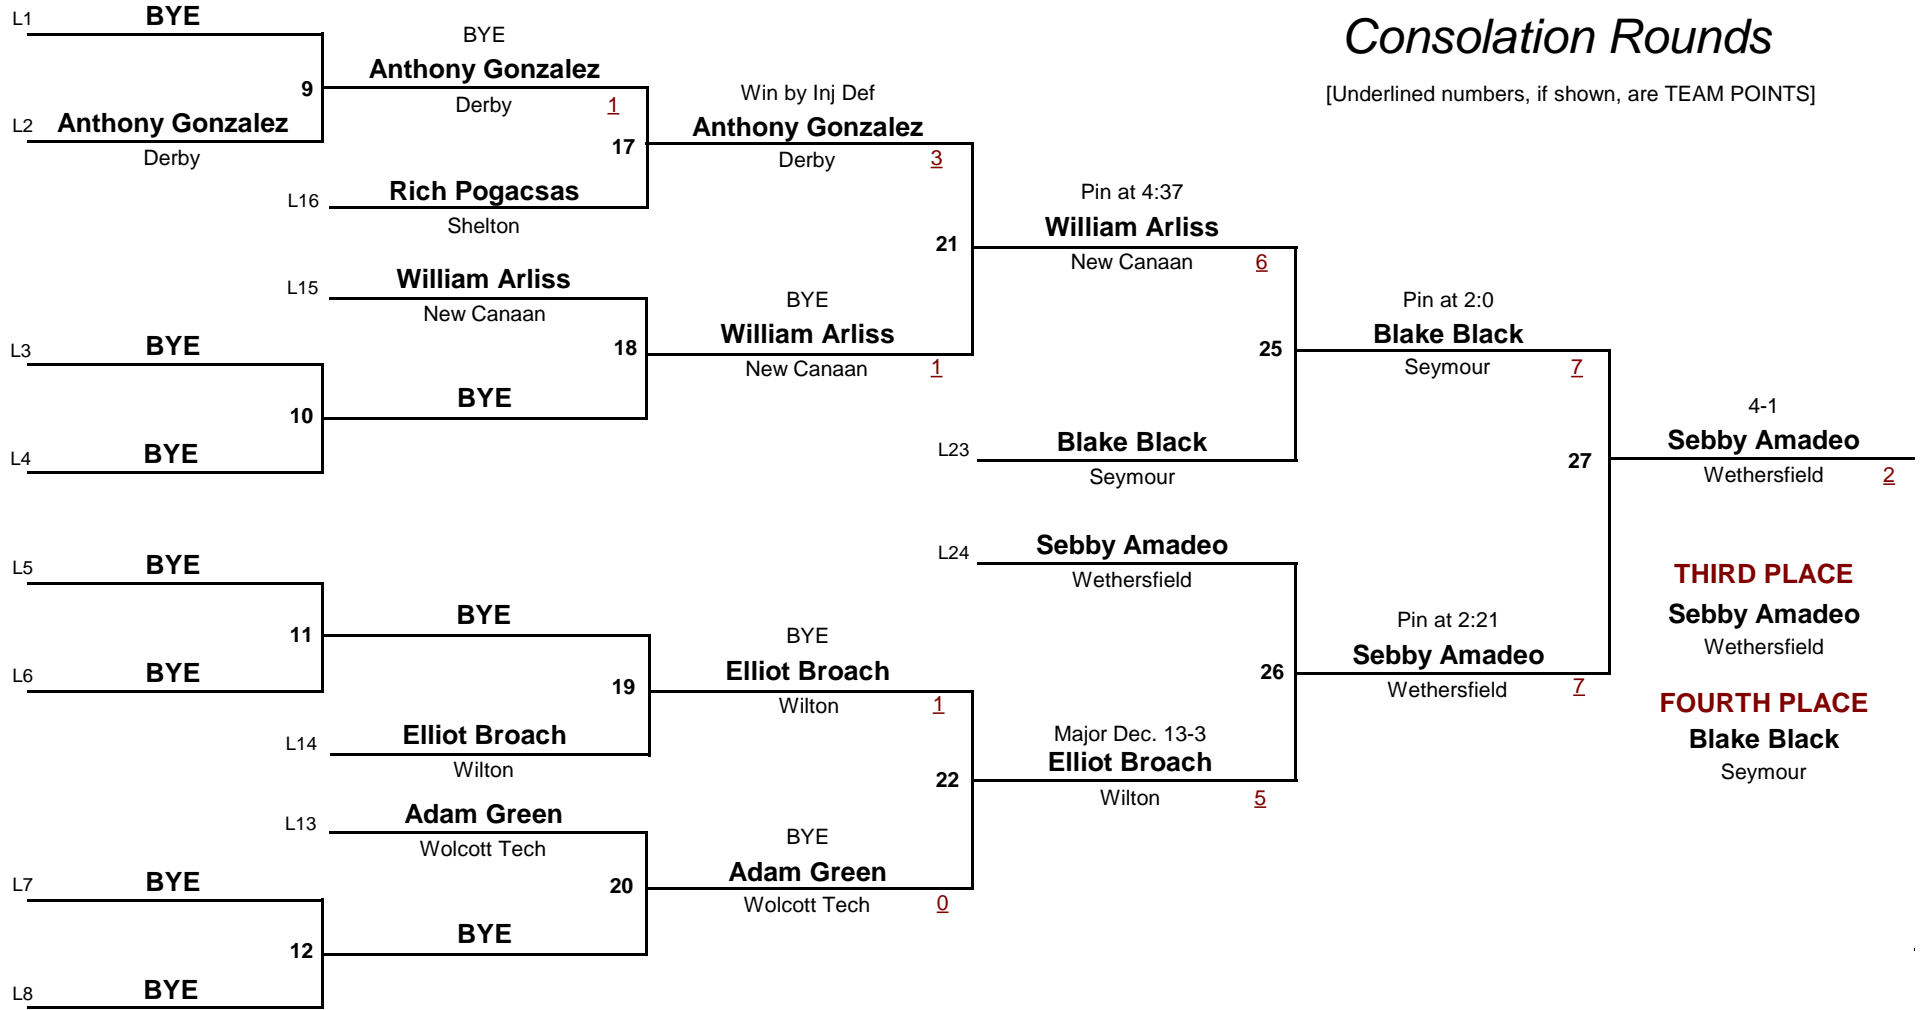 Consolation Rounds
[Underlined numbers, if shown, are TEAM POINTS]
L1 BYE
9
L2 Anthony Gonzalez
Derby
BYE
Anthony Gonzalez
Derby 1
17
L16 Rich Pogacsas
Shelton
Win by Inj Def
Anthony Gonzalez
Derby 3
21
L15 William Arliss
New Canaan
18
L3 BYE
10
L4 BYE
BYE
BYE
William Arliss
New Canaan 1
Pin at 4:37
William Arliss
New Canaan 6
25
L23 Blake Black
Seymour
Pin at 2:0
Blake Black
Seymour 7
27
4-1
Sebby Amadeo
Wethersfield 2
L5 BYE
11
L6 BYE
BYE
19
L14 Elliot Broach
Wilton
BYE
Elliot Broach
Wilton 1
22
L13 Adam Green
Wolcott Tech
20
L7 BYE
12
L8 BYE
BYE
BYE
Adam Green
Wolcott Tech 0
L24 Sebby Amadeo
Wethersfield
26
Major Dec. 13-3
Elliot Broach
Wilton 5
Pin at 2:21
Sebby Amadeo
Wethersfield 7
THIRD PLACE
Sebby Amadeo
Wethersfield
FOURTH PLACE
Blake Black
Seymour